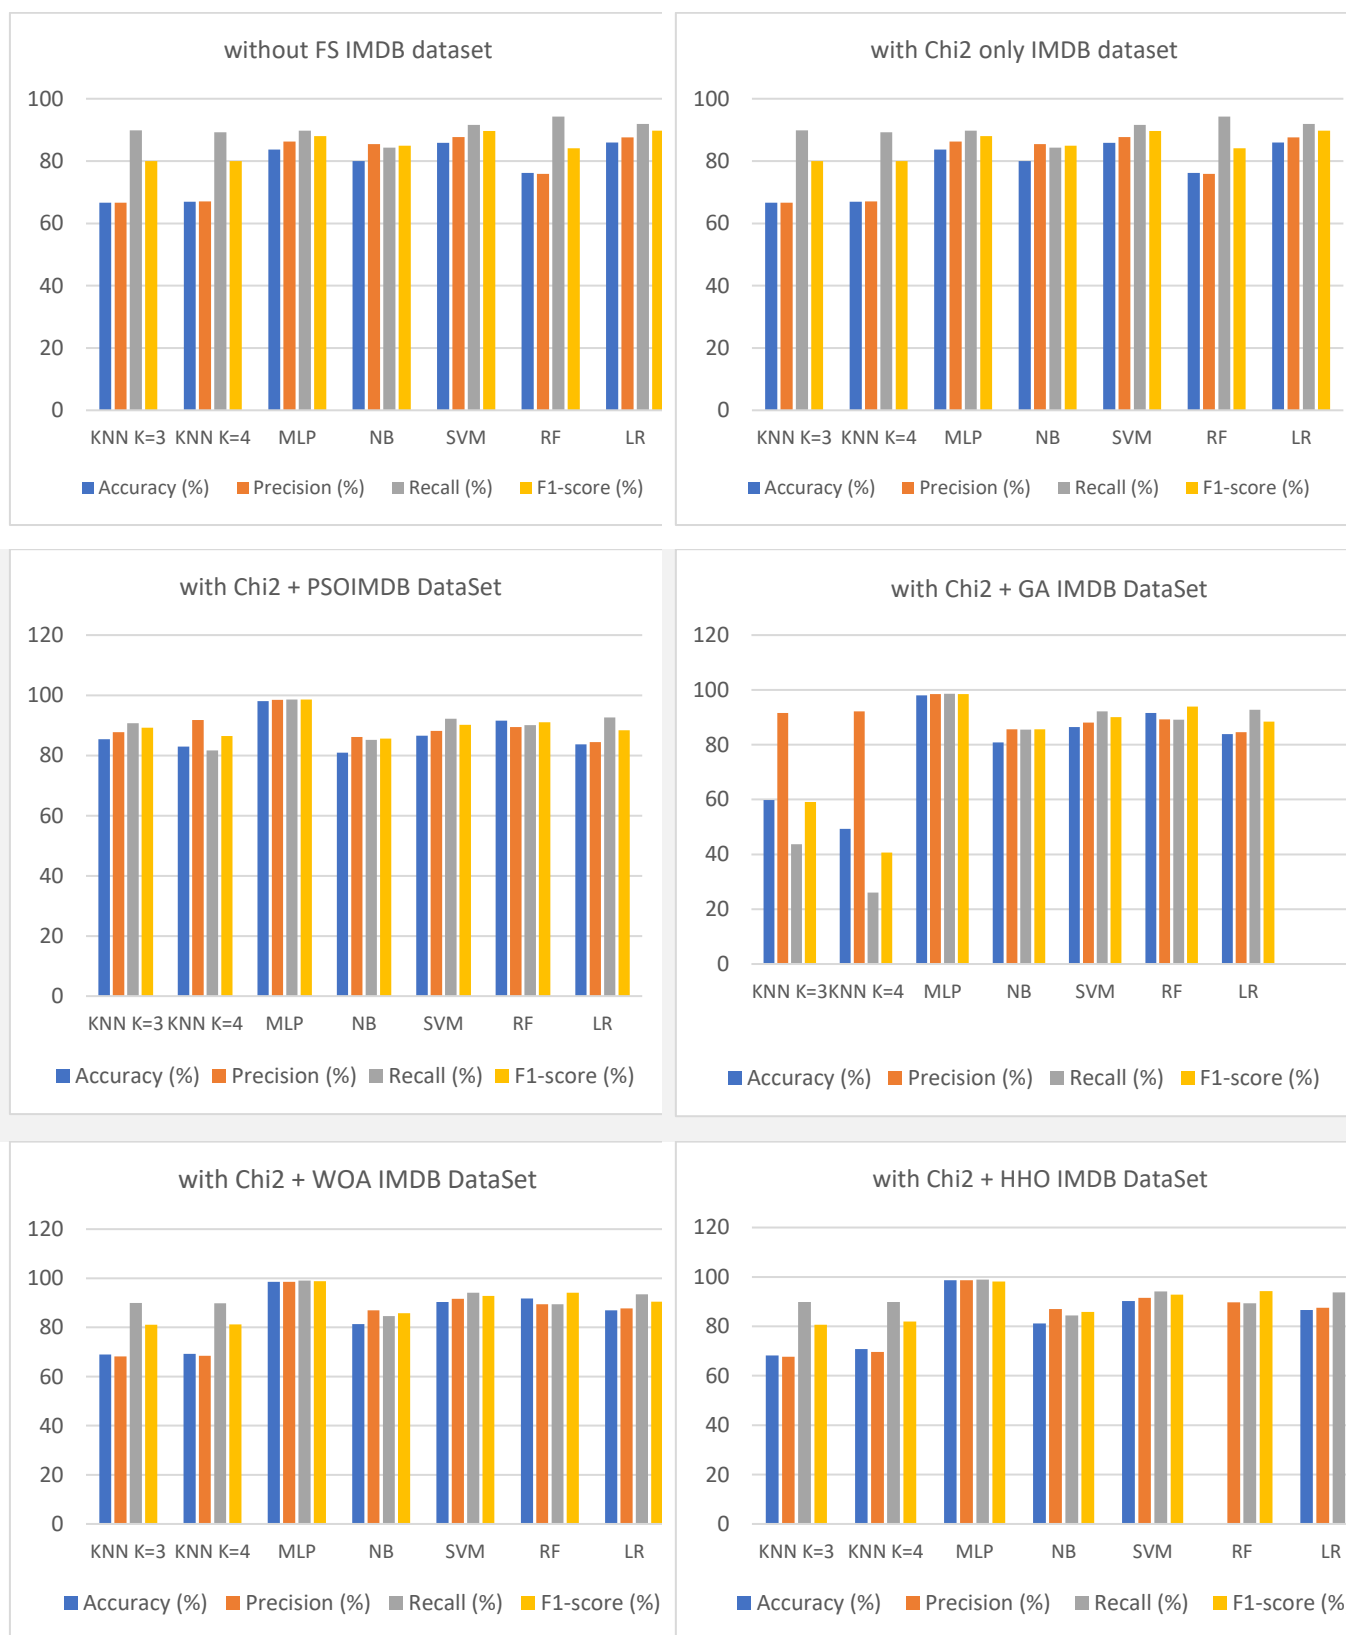 without FS IMDB dataset
100
80
60
40
20
0
KNN K=3 KNN K=4 MLP NB SVM RF LR
Accuracy (%) Precision (%) Recall (%) F1-score (%)
with Chi2 only IMDB dataset
100
80
60
40
20
0
KNN K=3 KNN K=4 MLP NB SVM RF LR
Accuracy (%) Precision (%) Recall (%) F1-score (%)
with Chi2 + PSOIMDB DataSet
120
100
80
60
40
20
0
KNN K=3 KNN K=4 MLP NB SVM RF LR
Accuracy (%) Precision (%) Recall (%) F1-score (%)
with Chi2 + GA IMDB DataSet
120
100
80
60
40
20
0
KNN K=3 KNN K=4 MLP NB SVM RF LR
Accuracy (%) Precision (%) Recall (%) F1-score (%)
with Chi2 + WOA IMDB DataSet
120
100
80
60
40
20
0
KNN K=3 KNN K=4 MLP NB SVM RF LR
Accuracy (%) Precision (%) Recall (%) F1-score (%)
with Chi2 + HHO IMDB DataSet
120
100
80
60
40
20
0
KNN K=3 KNN K=4 MLP NB SVM RF LR
Accuracy (%) Precision (%) Recall (%) F1-score (%